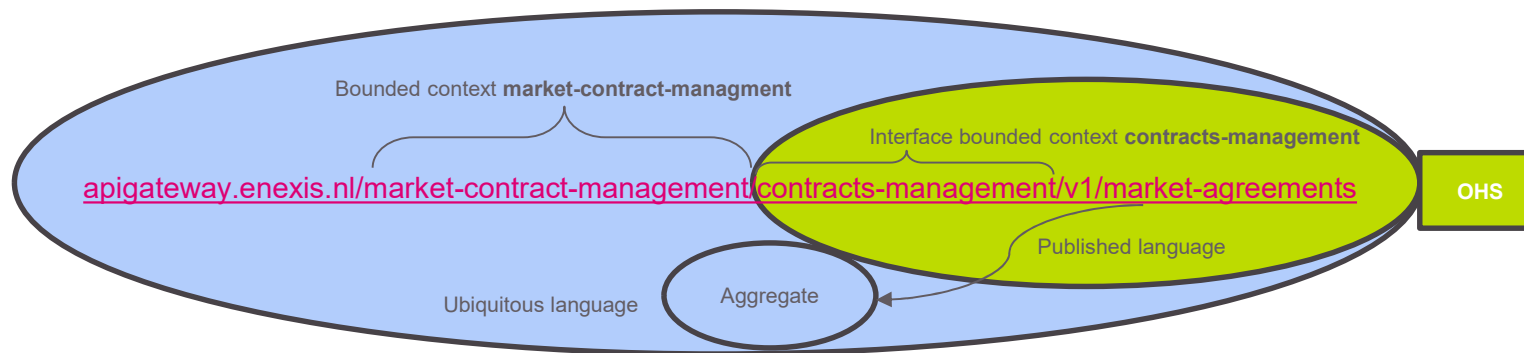 Bounded context market-contract-managment
Interface bounded context contracts-management
apigateway.enexis.nl/market-contract-management/contracts-management/v1/market-agreements
OHS
Published language
Aggregate
Ubiquitous language